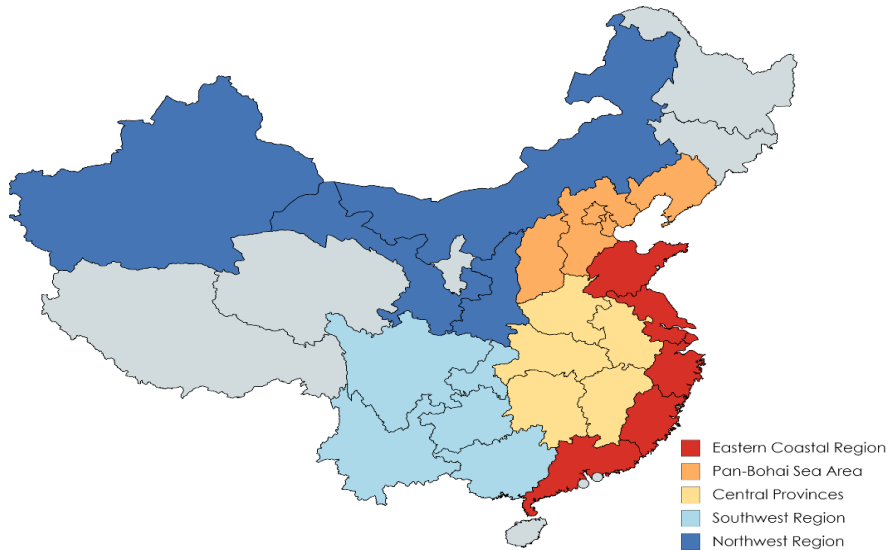 Eastern Coastal Region
Pan-Bohai Sea Area
Central Provinces
Southwest Region
Northwest Region